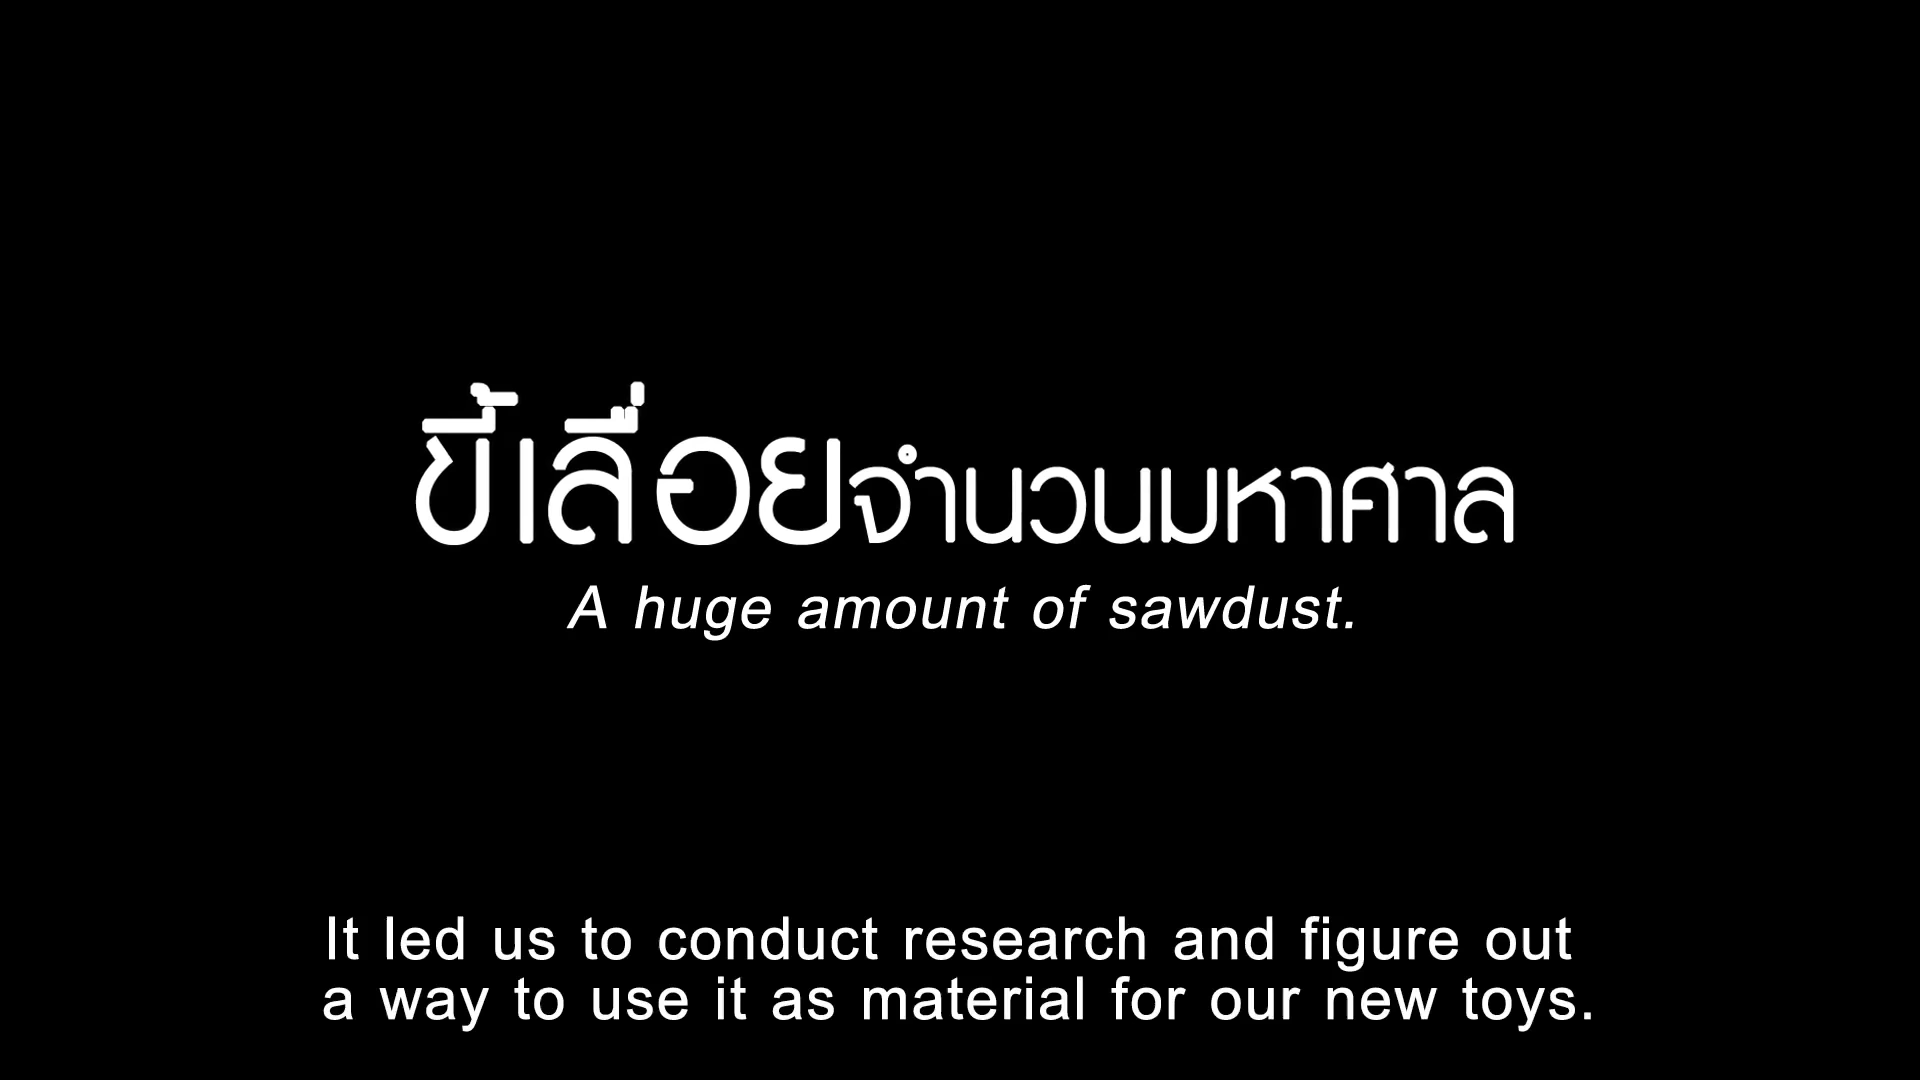 ขี้เลื่อยจำนวนมหาศาล
A huge amount of sawdust.
It led us to conduct research and figure out
a way to use it as material for our new toys.